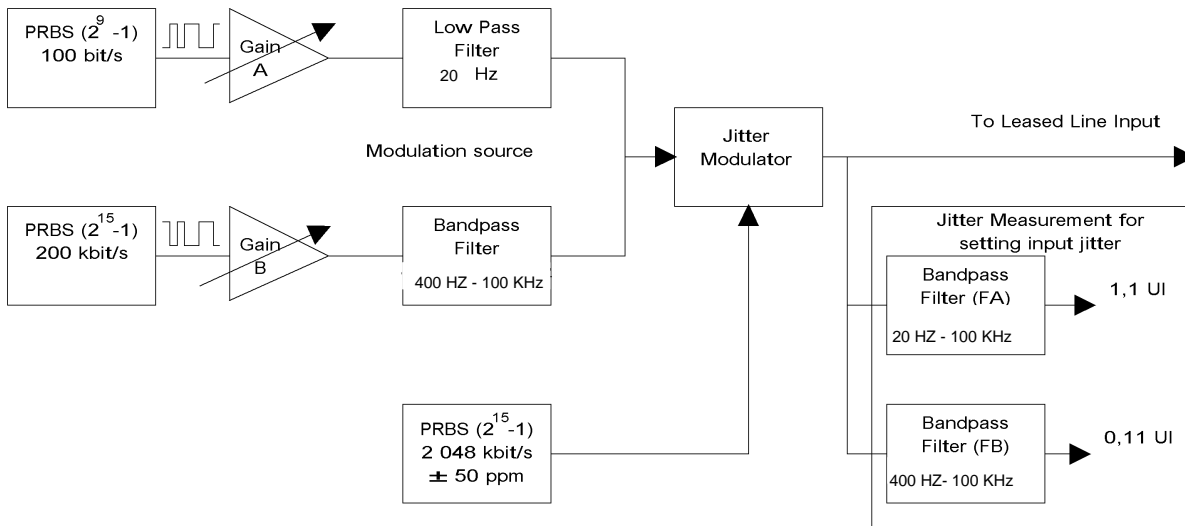 PRBS (2^9 -1)
100 bit/s
Gain
A
Low Pass
Filter
20 Hz
Modulation source
Jitter
Modulator
To Leased Line Input
PRBS (2^15 -1)
200 kbit/s
Gain
B
Bandpass
Filter
400 HZ - 100 KHz
Jitter Measurement for
setting input jitter
Bandpass
Filter (FA)
20 HZ - 100 KHz
1,1 UI
PRBS (2^15 -1)
2 048 kbit/s
± 50 ppm
Bandpass
Filter (FB)
400 HZ- 100 KHz
0,11 UI